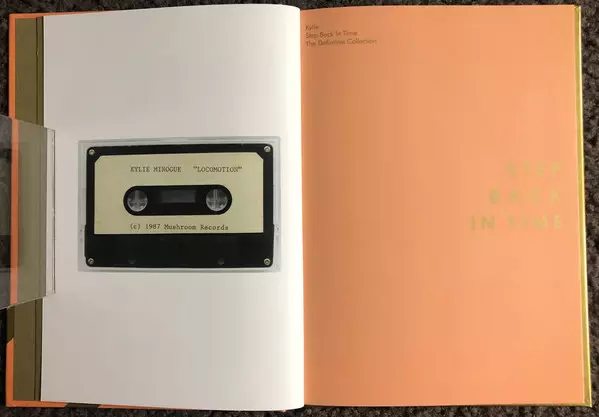 KYLIE MINOGUE "LOCOMOTION"
(c) 1987 Mushroom Records
Kylie
Step Back In Time
The Definitive Collection
STEP
BACK
IN TIME